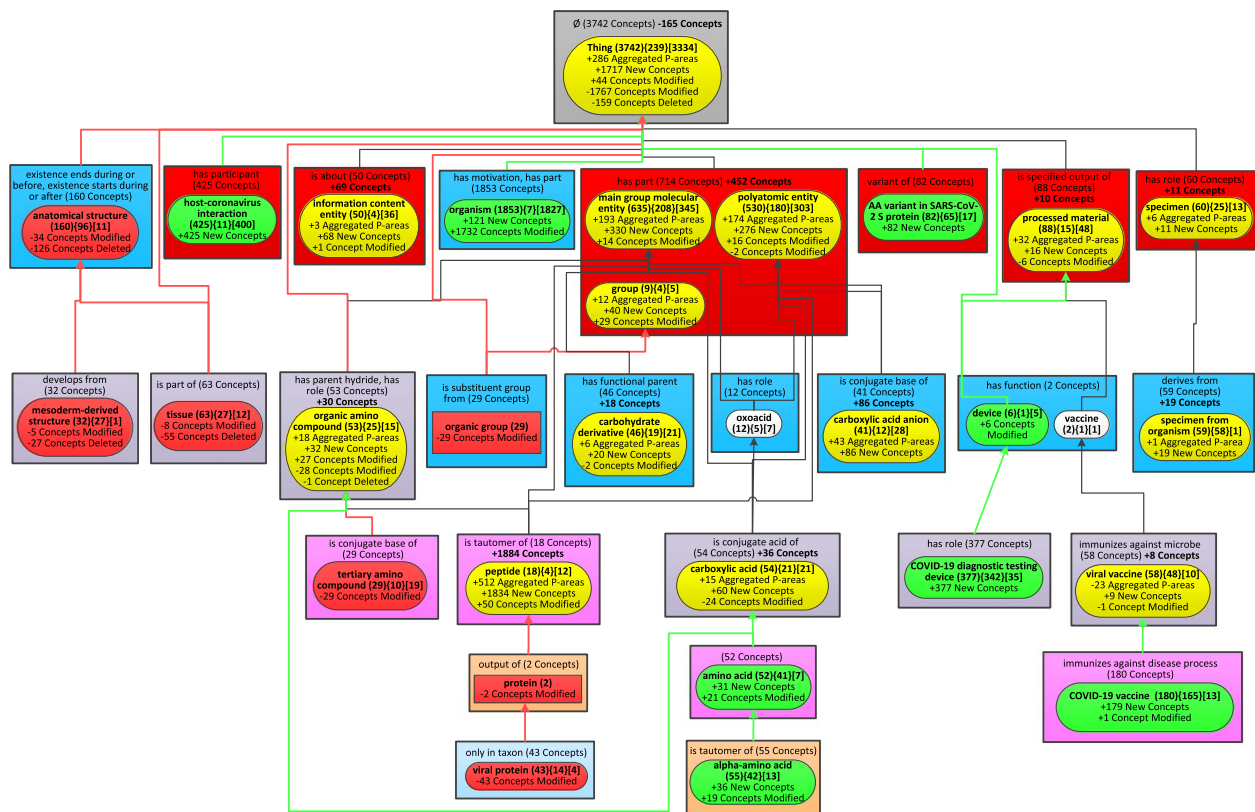 Ø (3742 Concepts) -165 Concepts
Thing (3742){239)[3334]
+286 Aggregated P-areas
+1717 New Concepts
+44 Concepts Modified
-1767 Concepts Modified
-159 Concepts Deleted
existence ends during or
before, existence starts during
or after (160 Concepts)
anatomical structure
(160){96}[11]
-34 Concepts Modified
-126 Concepts Deleted
has participant
(425 Concepts)
host-coronavirus
interaction
(425){11}[400]
+425 New Concepts
is about (50 Concepts)
+69 Concepts
information content
entity (50){4}[36]
+3 Aggregated P-areas
+68 New Concepts
+1 Concept Modified
has motivation, has part
(1853 Concepts)
organism (1853){7}[1827]
+121 New Concepts
+1732 Concepts Modified
has part (714 Concepts) +452 Concepts
main group molecular
entity (635){208}[345]
+193 Aggregated P-areas
+330 New Concepts
+14 Concepts Modified
polyatomic entity
(530){180}[303]
+174 Aggregated P-areas
+276 New Concepts
+16 Concepts Modified
-2 Concepts Modified
group (9){4}[5]
+12 Aggregated P-areas
+40 New Concepts
+29 Concepts Modified
variant of (82 Concepts)
AA variant in SARS-CoV-
2 S protein (82){65}[17]
+82 New Concepts
is specified output of
(88 Concepts)
+10 Concepts
processed material
(88){15}[48]
+32 Aggregated P-areas
+16 New Concepts
-6 Concepts Modified
has role (60 Concepts)
+11 Concepts
specimen (60){25}[13]
+6 Aggregated P-areas
+11 New Concepts
develops from
(32 Concepts)
mesoderm-derived
structure (32){27}[1]
-5 Concepts Modified
-27 Concepts Deleted
is part of (63 Concepts)
tissue (63){27}[12]
-8 Concepts Modified
-55 Concepts Deleted
has parent hydride, has
role (53 Concepts)
+30 Concepts
organic amino
compound (53){25}[15]
+18 Aggregated P-areas
+32 New Concepts
+27 Concepts Modified
-28 Concepts Modified
-1 Concept Deleted
is substituent group
from (29 Concepts)
organic group (29)
-29 Concepts Modified
has functional parent
(46 Concepts)
+18 Concepts
carbohydrate
derivative (46){19}[21]
+6 Aggregated P-areas
+20 New Concepts
-2 Concepts Modified
has role
(12 Concepts)
oxoacid
(12){5}[7]
is conjugate base of
(41 Concepts)
+86 Concepts
carboxylic acid anion
(41){12}[28]
+43 Aggregated P-areas
+86 New Concepts
has function (2 Concepts)
device (6){1}[5]
+6 Concepts
Modified
vaccine
(2){1}[1]
derives from
(59 Concepts)
+19 Concepts
specimen from
organism (59){58}[1]
+1 Aggregated P-area
+19 New Concepts
is conjugate base of
(29 Concepts)
tertiary amino
compound (29){10}[19]
-29 Concepts Modified
is tautomer of (18 Concepts)
+1884 Concepts
peptide (18){4}[12]
+512 Aggregated P-areas
+1834 New Concepts
+50 Concepts Modified
is conjugate acid of
(54 Concepts) +36 Concepts
carboxylic acid (54){21}[21]
+15 Aggregated P-areas
+60 New Concepts
-24 Concepts Modified
has role (377 Concepts)
COVID-19 diagnostic testing
device (377){342}[35]
+377 New Concepts
immunizes against microbe
(58 Concepts) +8 Concepts
viral vaccine (58){48}[10]
-23 Aggregated P-areas
+9 New Concepts
-1 Concept Modified
output of (2 Concepts)
protein (2)
-2 Concepts Modified
(52 Concepts)
amino acid (52){41}[7]
+31 New Concepts
+21 Concepts Modified
immunizes against disease process
(180 Concepts)
COVID-19 vaccine (180){165}[13]
+179 New Concepts
+1 Concept Modified
only in taxon (43 Concepts)
viral protein (43){14}[4]
-43 Concepts Modified
is tautomer of (55 Concepts)
alpha-amino acid
(55){42}[13]
+36 New Concepts
+19 Concepts Modified